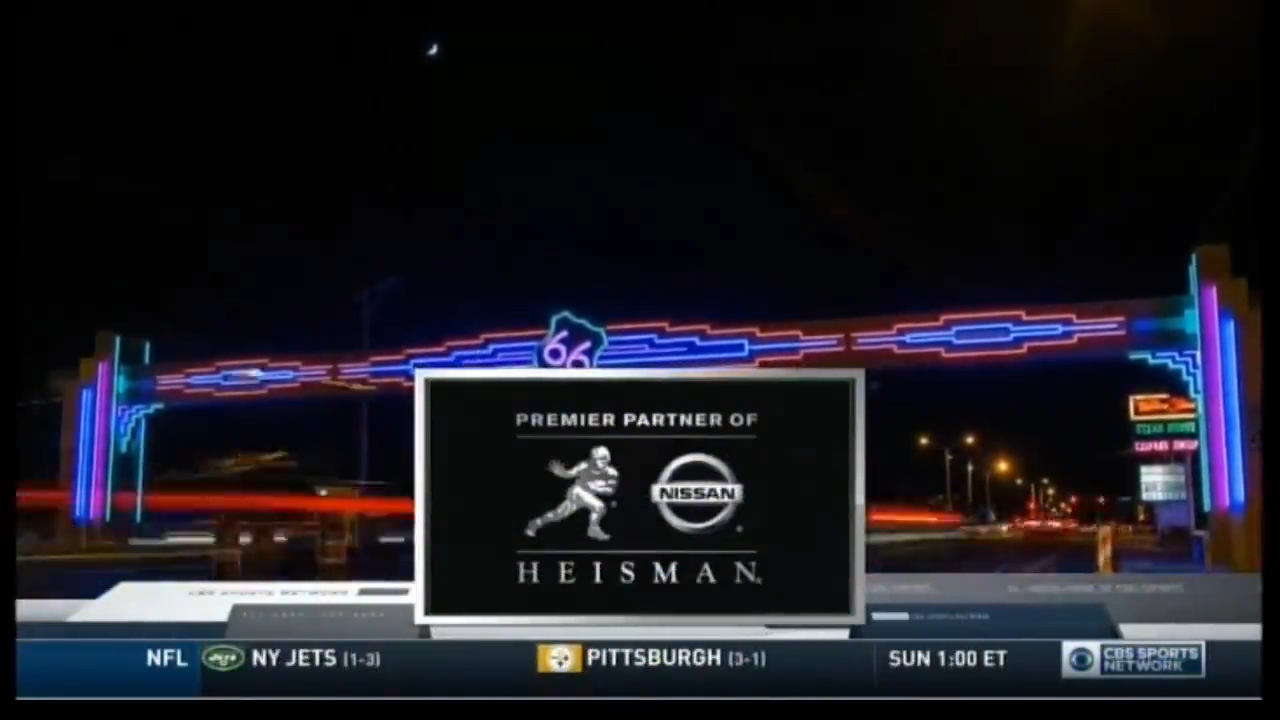 66
PREMIER PARTNER OF
NISSAN
HEISMAN
NFL JETS NY JETS (1-3) PITTSBURGH (3-1) SUN 1:00 ET CBS SPORTS
NETWORK